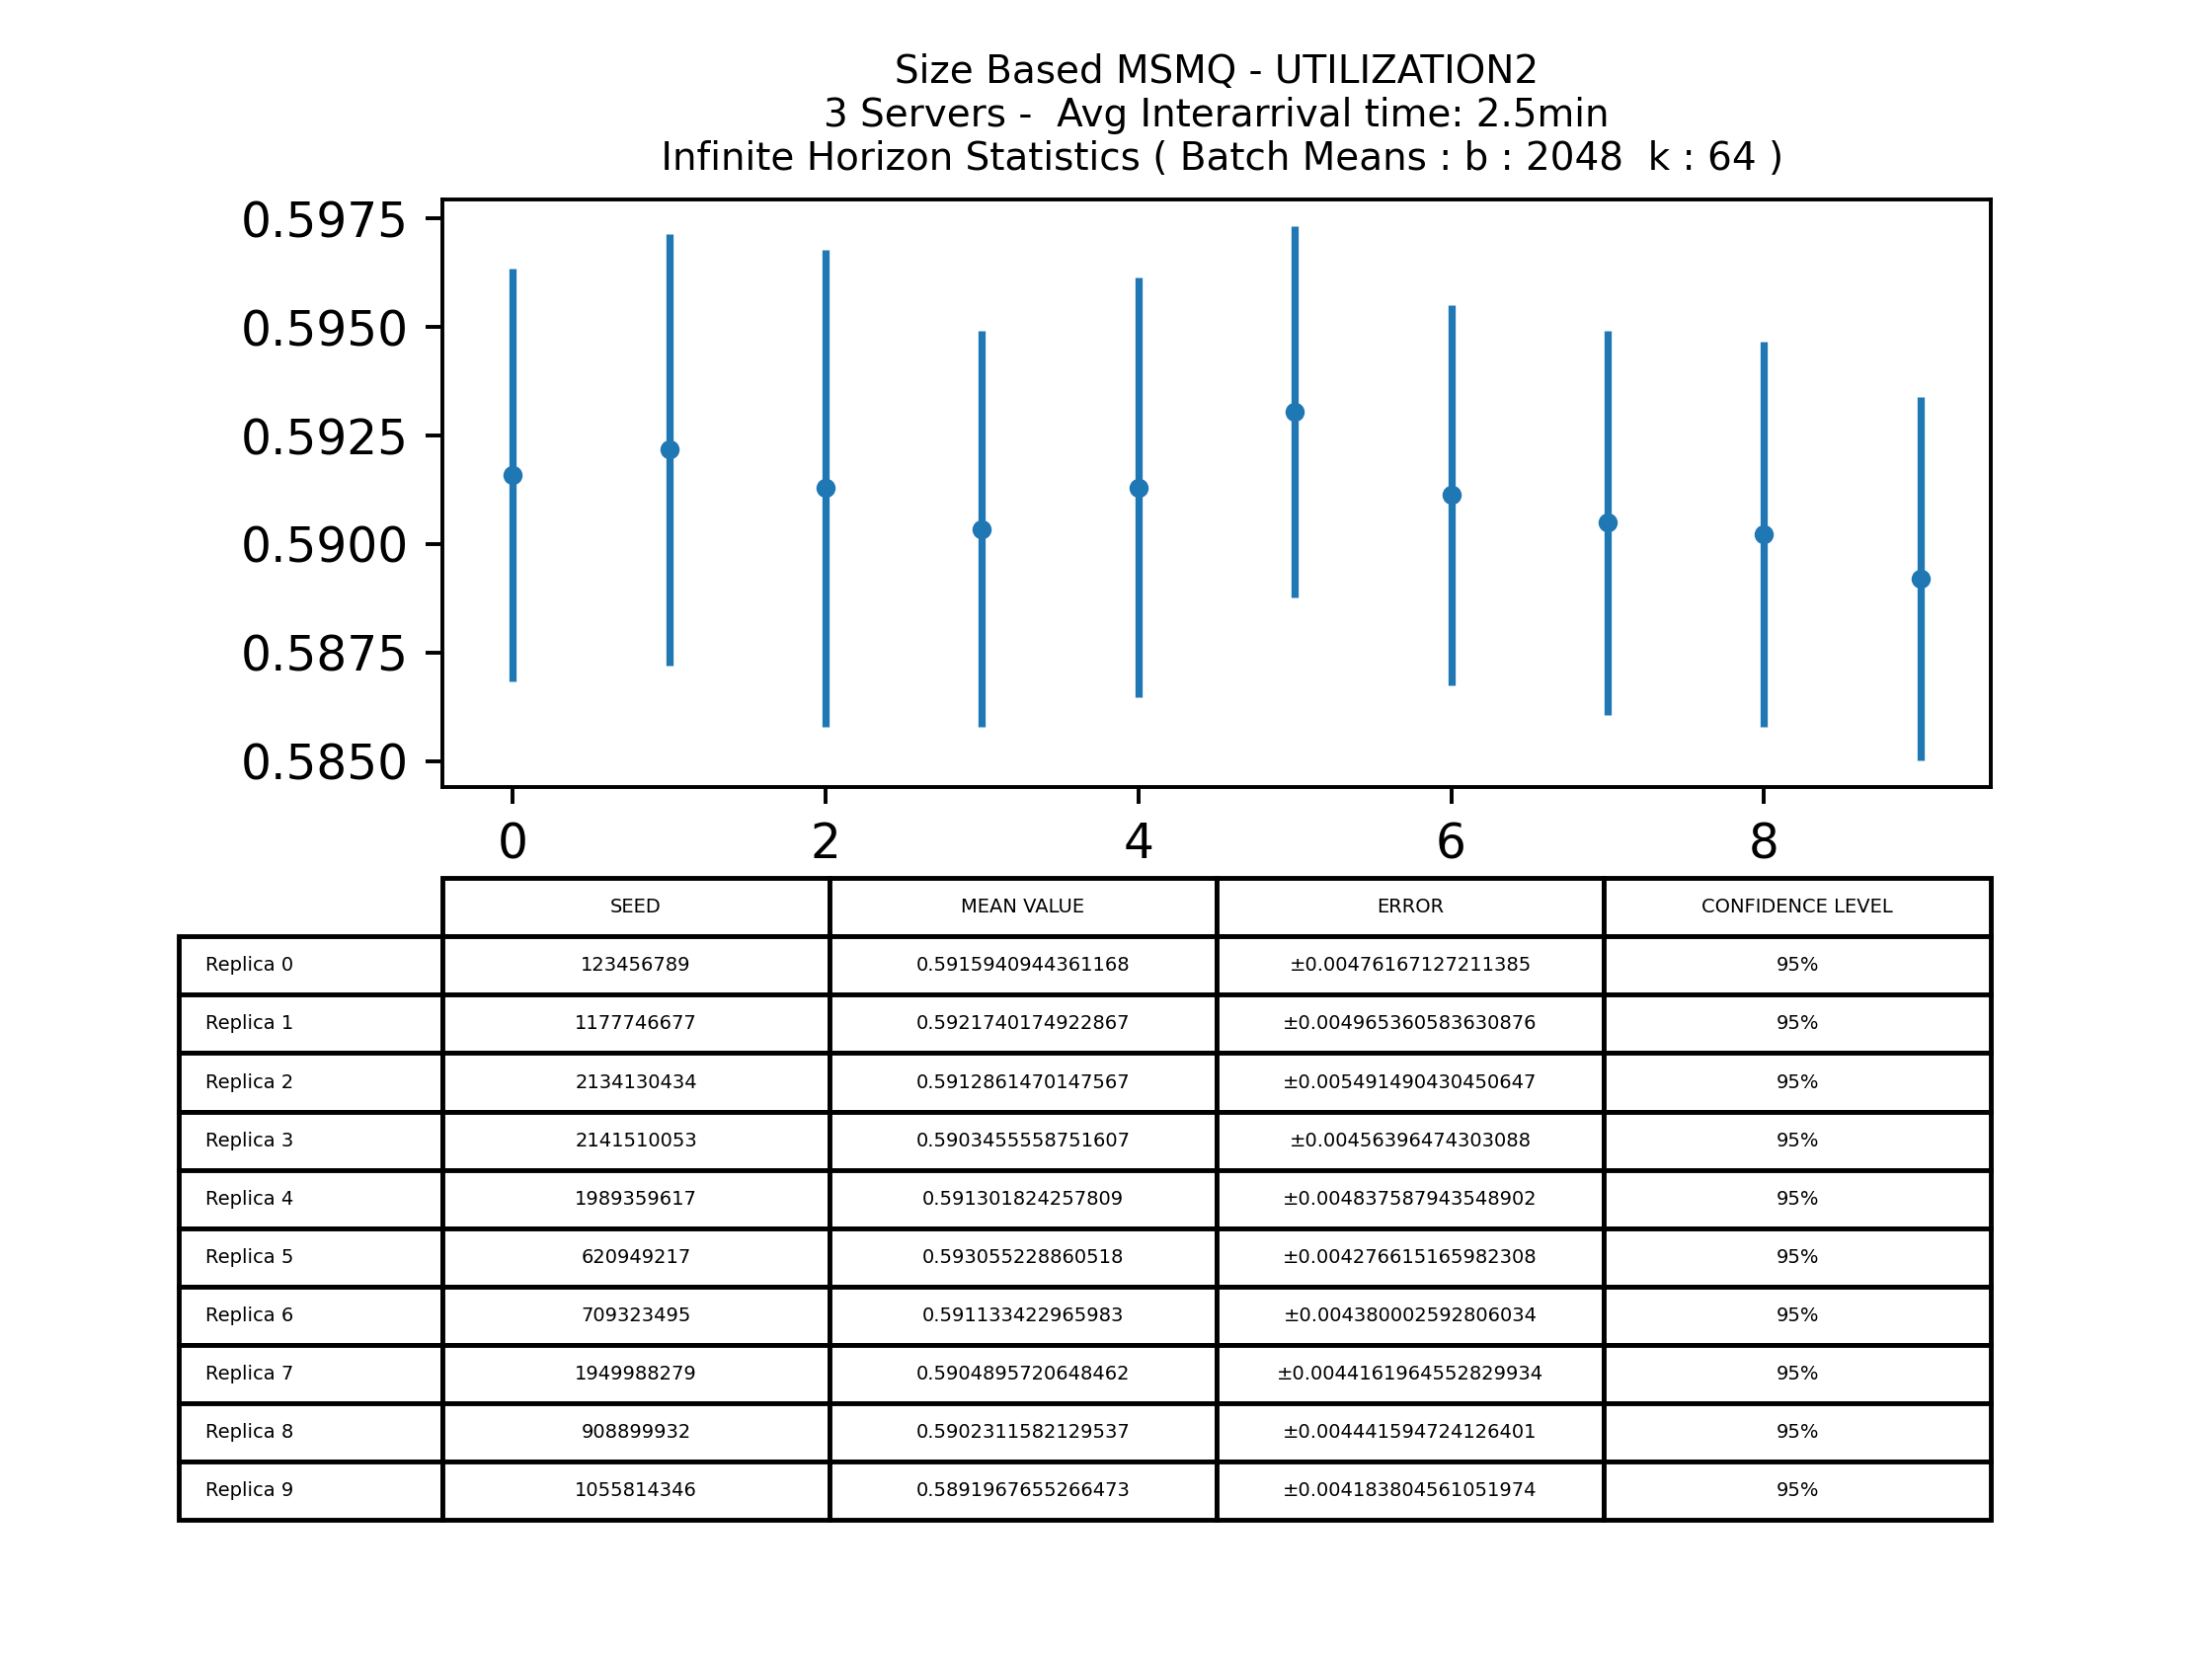 Size Based MSMQ - UTILIZATION2
3 Servers -  Avg Interarrival time: 2.5min
Infinite Horizon Statistics ( Batch Means : b : 2048  k : 64 )
0.5975
0.5950
0.5925
0.5900
0.5875
0.5850
0 2 4 6 8
SEED MEAN VALUE ERROR CONFIDENCE LEVEL
Replica 0 123456789 0.5915940944361168 ±0.00476167127211385 95%
Replica 1 1177746677 0.5921740174922867 ±0.004965360583630876 95%
Replica 2 2134130434 0.5912861470147567 ±0.005491490430450647 95%
Replica 3 2141510053 0.5903455558751607 ±0.00456396474303088 95%
Replica 4 1989359617 0.591301824257809 ±0.004837587943548902 95%
Replica 5 620949217 0.593055228860518 ±0.004276615165982308 95%
Replica 6 709323495 0.591133422965983 ±0.004380002592806034 95%
Replica 7 1949988279 0.5904895720648462 ±0.0044161964552829934 95%
Replica 8 908899932 0.5902311582129537 ±0.004441594724126401 95%
Replica 9 1055814346 0.5891967655266473 ±0.004183804561051974 95%